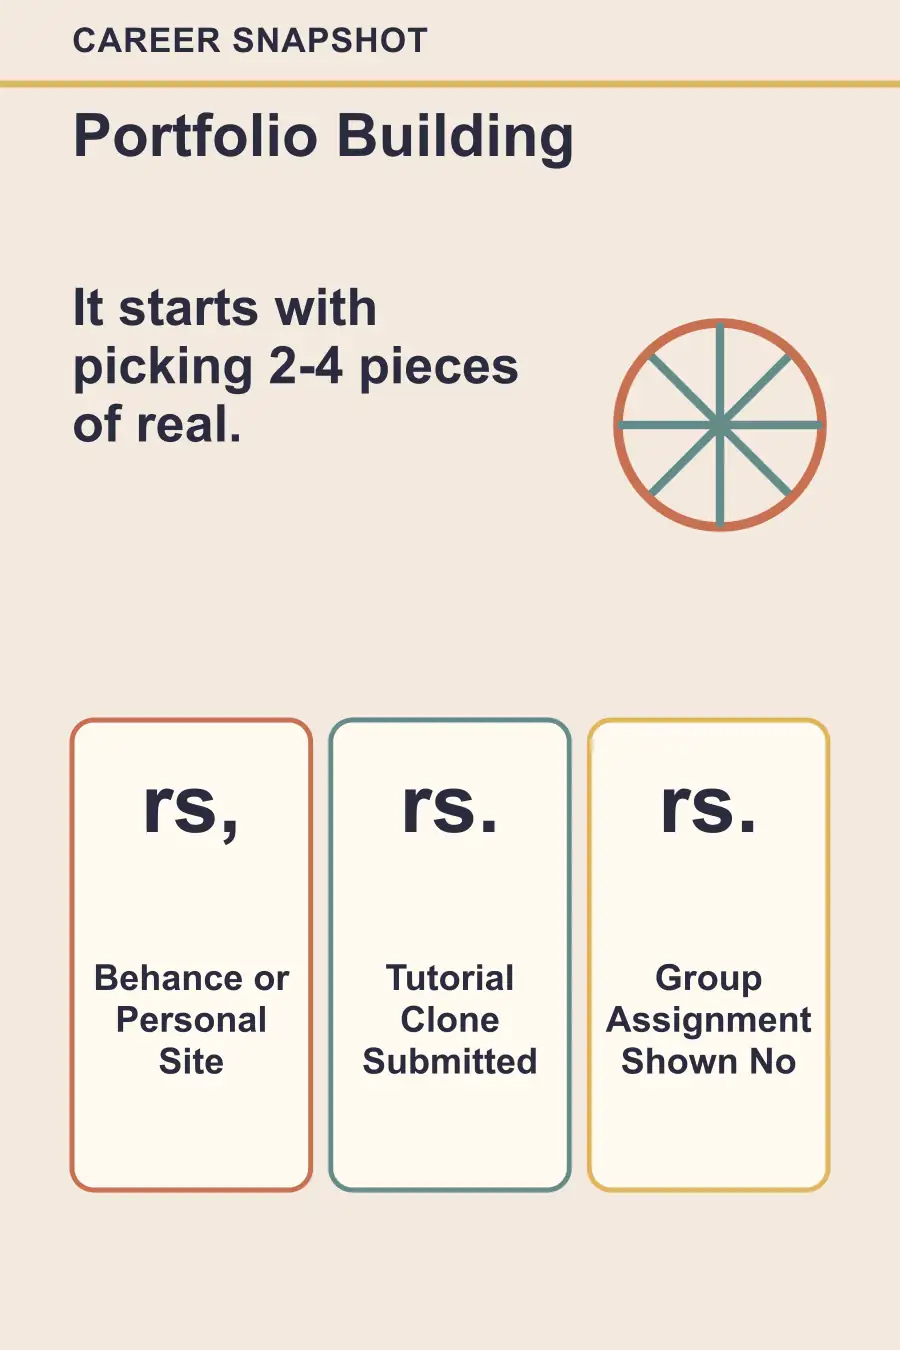 CAREER SNAPSHOT
Portfolio Building
It starts with
picking 2-4 pieces
of real.
rs,
Behance or
Personal
Site
rs.
Tutorial
Clone
Submitted
rs.
Group
Assignment
Shown No